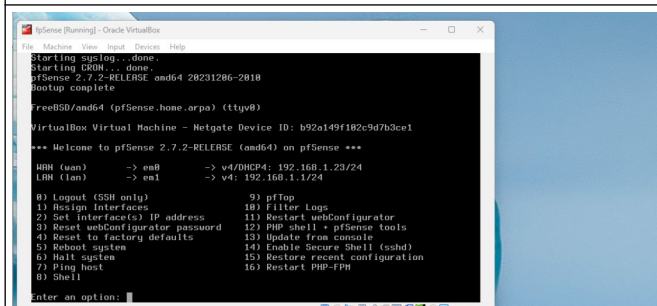 fpSense [Running] - Oracle VirtualBox
File Machine View Input Devices Help
Starting syslog...done.
Starting CRON... done.
pfSense 2.7.2-RELEASE amd64 20231206-2010
Bootup complete
FreeBSD/amd64 (pfSense.home.arpa) (ttyv0)
VirtualBox Virtual Machine - Netgate Device ID: b92a149f102c9d7b3ce1
*** Welcome to pfSense 2.7.2-RELEASE (amd64) on pfSense ***
WAN (wan) -> em0 -> v4/DHCP4: 192.168.1.23/24
LAN (lan) -> em1 -> v4: 192.168.1.1/24
0) Logout (SSH only) 9) pfTop
1) Assign Interfaces 10) Filter Logs
2) Set interface(s) IP address 11) Restart webConfigurator
3) Reset webConfigurator password 12) PHP shell + pfSense tools
4) Reset to factory defaults 13) Update from console
5) Reboot system 14) Enable Secure Shell (sshd)
6) Halt system 15) Restore recent configuration
7) Ping host 16) Restart PHP-FPM
8) Shell
Enter an option: